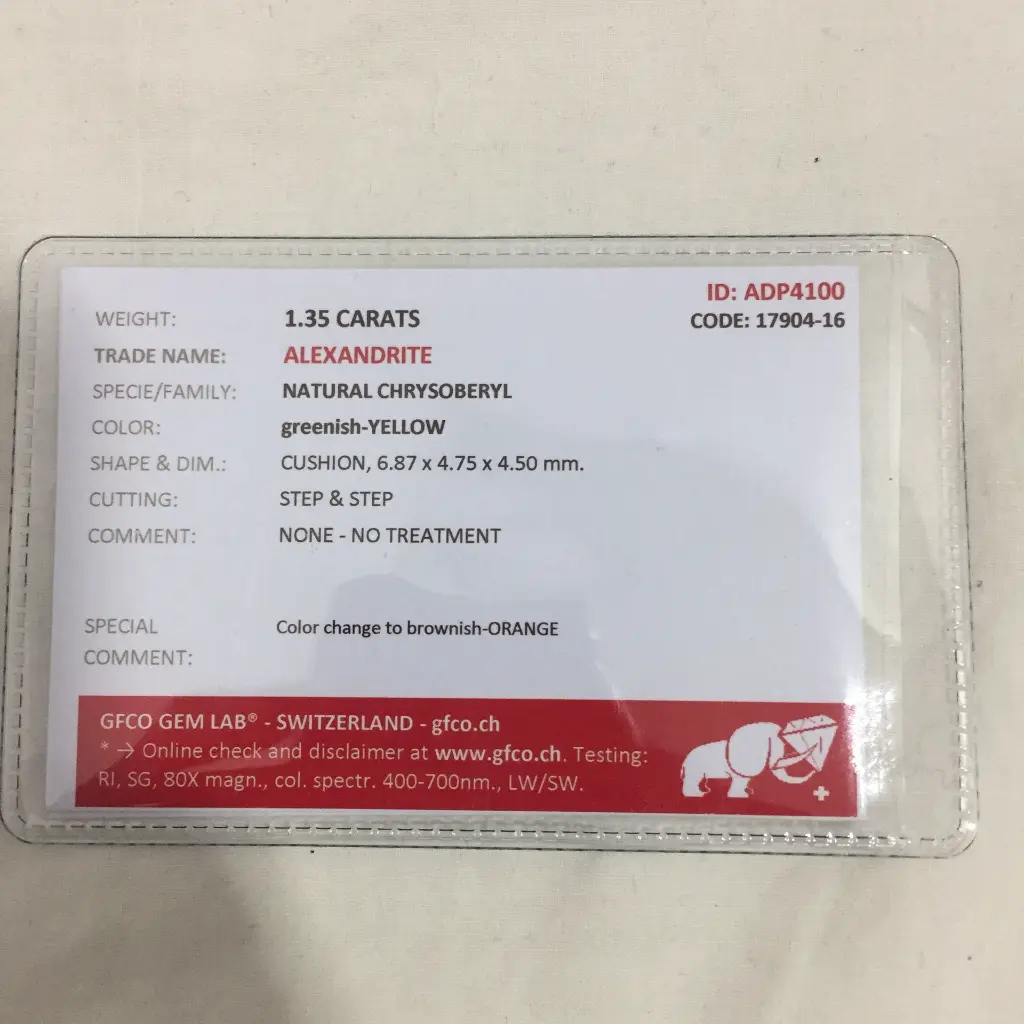 ID: ADP4100
CODE: 17904-16
WEIGHT: 1.35 CARATS
TRADE NAME: ALEXANDRITE
SPECIE/FAMILY: NATURAL CHRYSOBERYL
COLOR: greenish-YELLOW
SHAPE & DIM.: CUSHION, 6.87 x 4.75 x 4.50 mm.
CUTTING: STEP & STEP
COMMENT: NONE - NO TREATMENT
SPECIAL Color change to brownish-ORANGE
COMMENT:
GFCO GEM LAB® - SWITZERLAND - gfco.ch
* → Online check and disclaimer at www.gfco.ch. Testing:
RI, SG, 80X magn., col. spectr. 400-700nm., LW/SW.